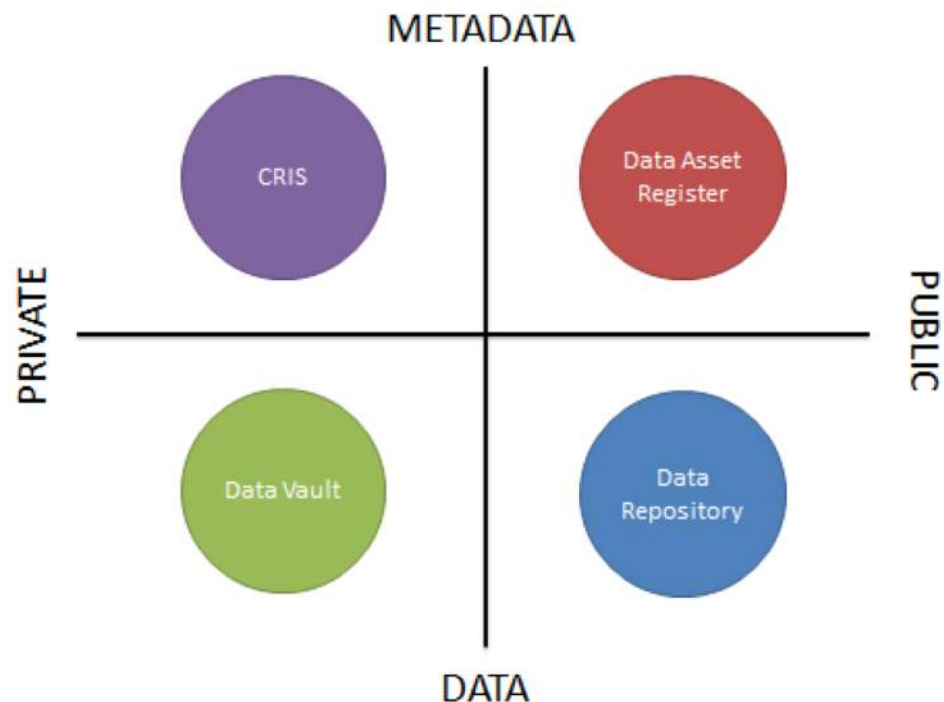 METADATA
CRIS
Data Asset
Register
PRIVATE
PUBLIC
Data Vault
Data
Repository
DATA